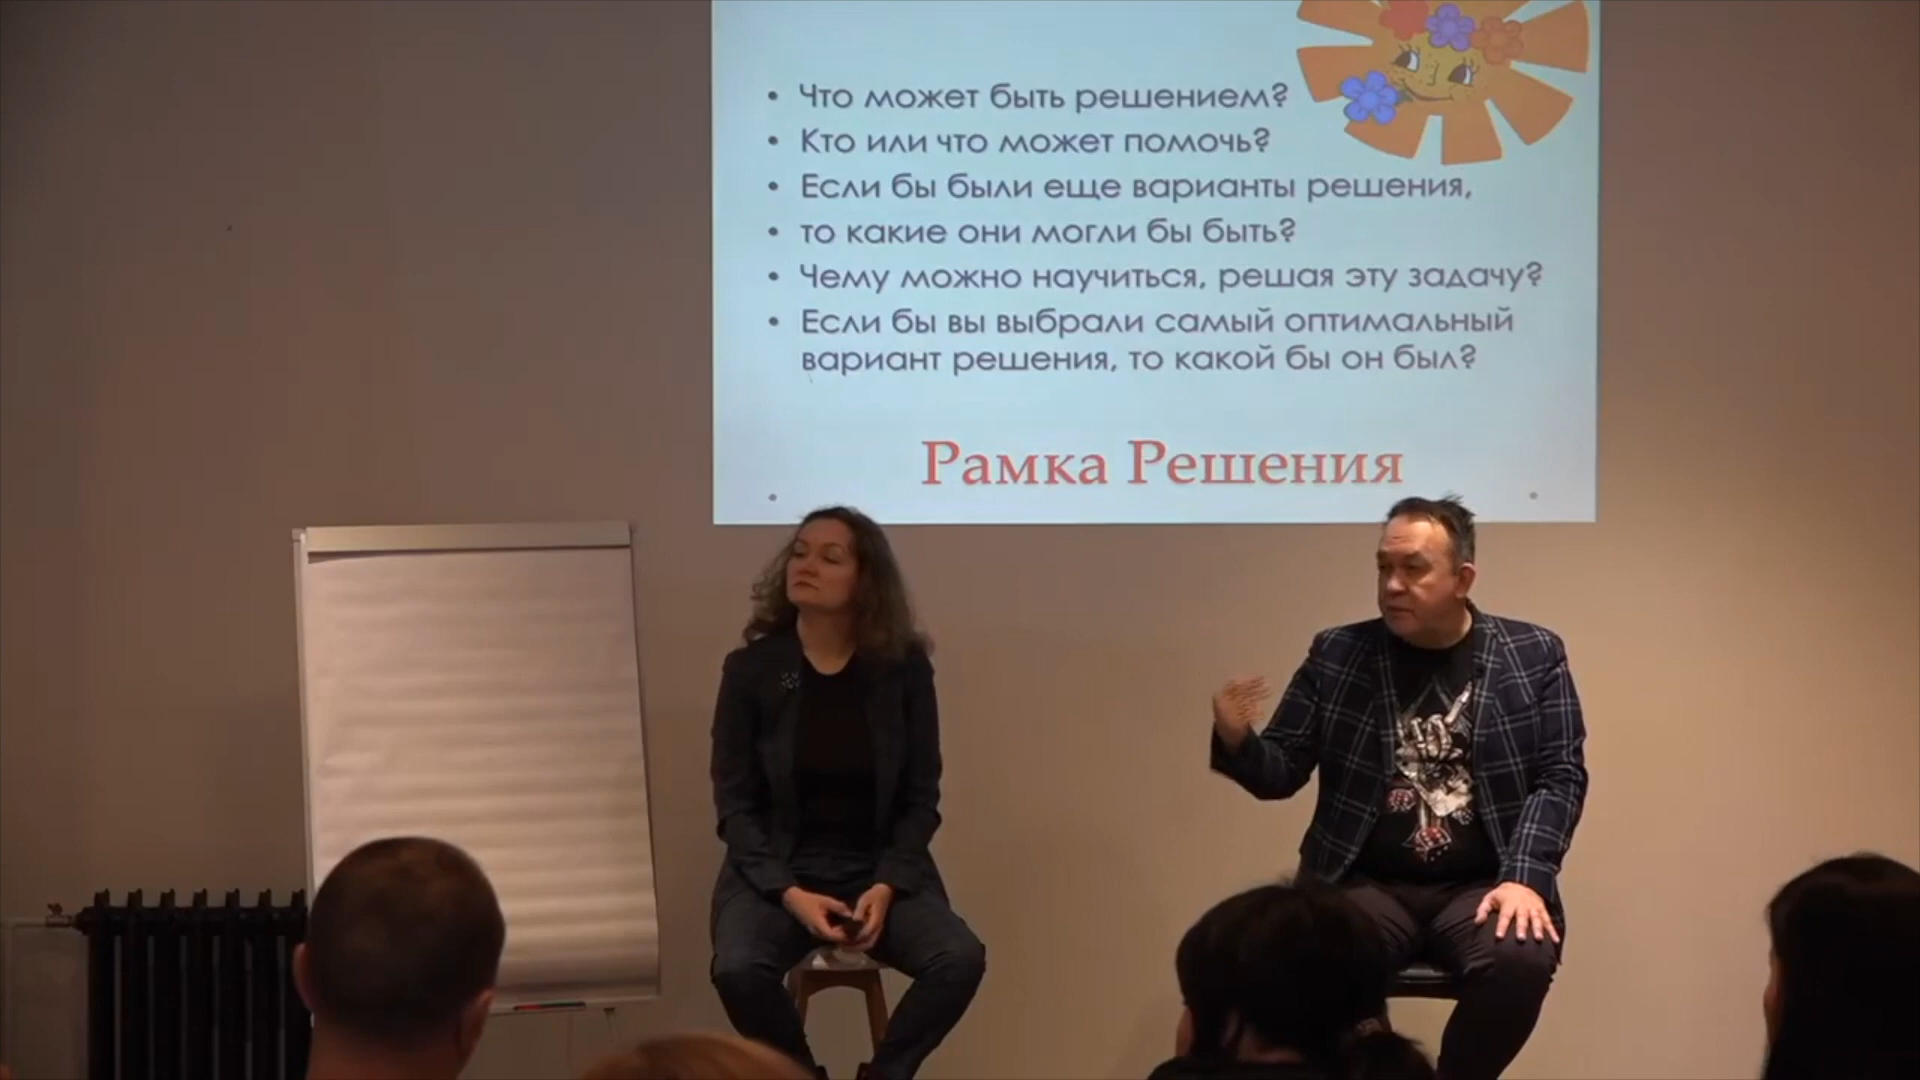 • Что может быть решением?
• Кто или что может помочь?
• Если бы были еще варианты решения,
• то какие они могли бы быть?
• Чему можно научиться, решая эту задачу?
• Если бы вы выбрали самый оптимальный
вариант решения, то какой бы он был?
Рамка Решения